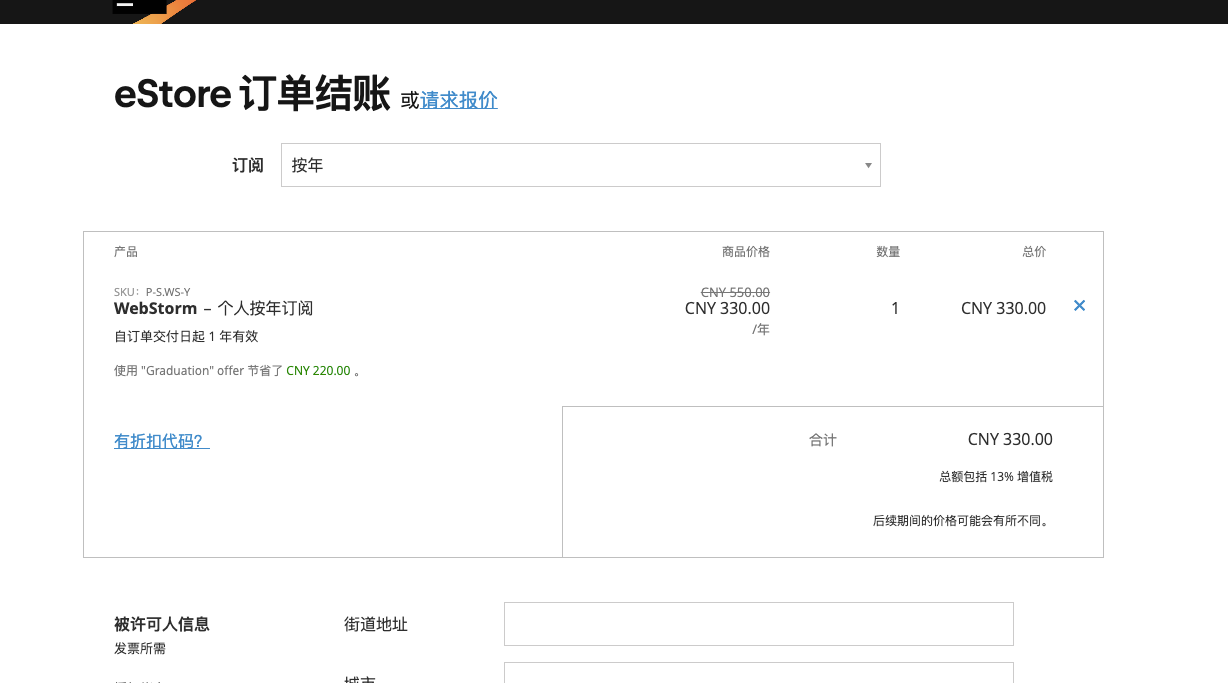 eStore 订单结账 或请求报价
订阅 按年
产品 商品价格 数量 总价
SKU: P-S.WS-Y CNY 550.00
WebStorm – 个人按年订阅 CNY 330.00 1 CNY 330.00 ×
/年
自订单交付日起 1 年有效
使用 "Graduation" offer 节省了 CNY 220.00 。
有折扣代码？ 合计 CNY 330.00
总额包括 13% 增值税
后续期间的价格可能会有所不同。
被许可人信息 街道地址
发票所需
城市